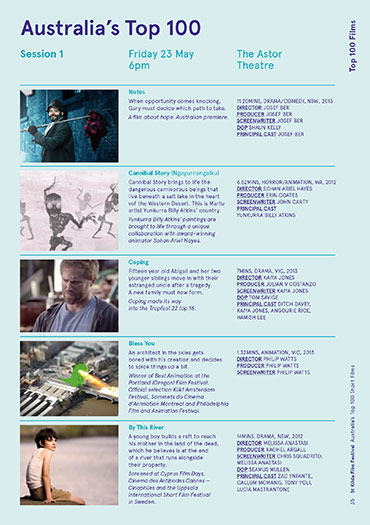 Australia's Top 100
Session 1
Friday 23 May
6pm
The Astor
Theatre
Top 100 Films
Notes
When opportunity comes knocking,
Gary must decide which path to take.
A film about hope. Australian premiere.
11.20MINS, DRAMA/COMEDY, NSW, 2013
DIRECTOR JOSEF BER
PRODUCER JOSEF BER
SCREENWRITER JOSEF BER
DOP SHAUN KELLY
PRINCIPAL CAST JOSEF BER
Cannibal Story (Ngayurrangalku)
Cannibal Story brings to life the
dangerous carnivorous beings that
live beneath a salt lake in the heart
of the Western Desert. This is Martu
artist Yunkurra Billy Atkins' country.
Yunkurra Billy Atkins' paintings are
brought to life through a unique
collaboration with award-winning
animator Sohan Ariel Hayes.
6.52MINS, HORROR/ANIMATION, WA, 2012
DIRECTOR SOHAN ARIEL HAYES
PRODUCER ERIN COATES
SCREENWRITER JOHN CARTY
PRINCIPAL CAST
YUNKURRA BILLY ATKINS
Coping
Fifteen year old Abigail and her two
younger siblings move in with their
estranged uncle after a tragedy.
A new family must now form.
Coping made its way
into the Tropfest 22 top 16.
7MINS, DRAMA, VIC, 2013
DIRECTOR KAIYA JONES
PRODUCER JULIAN V COSTANZO
SCREENWRITER KAIYA JONES
DOP TOM SAVIGE
PRINCIPAL CAST DITCH DAVEY,
KAIYA JONES, ANGOURIE RICE,
HAMISH LEE
Bless You
An architect in the skies gets
bored with his creation and decides
to spice things up a bit.
Winner of Best Animation at the
Portland (Oregon) Film Festival.
Official selection Klik! Amsterdam
Festival, Sommets du Cinema
d'Animation Montreal and Philadelphia
Film and Animation Festival.
1.32MINS, ANIMATION, VIC, 2013
DIRECTOR PHILIP WATTS
PRODUCER PHILIP WATTS
SCREENWRITER PHILIP WATTS
By This River
A young boy builds a raft to reach
his mother in the land of the dead,
which he believes is at the end
of a river that runs alongside
their property.
Screened at Cyprus Film Days,
Cinema des Antipodes Cannes –
Cinephiles and the Uppsala
International Short Film Festival
in Sweden.
14MINS, DRAMA, NSW, 2012
DIRECTOR MELISSA ANASTASI
PRODUCER RACHEL ARGALL
SCREENWRITER CHRIS SQUADRITO,
MELISSA ANASTASI
DOP SEAMUS MULLEN
PRINCIPAL CAST ZAC YNFANTE,
CALLUM MCMANIS, TONY POLI,
LUCIA MASTRANTONE
35 St Kilda Film Festival Australia's Top 100 Short Films